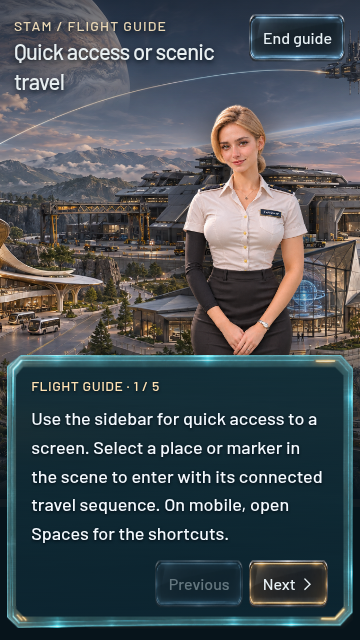 STAM / FLIGHT GUIDE
Quick access or scenic
travel
End guide
FLIGHT GUIDE · 1 / 5
Use the sidebar for quick access to a
screen. Select a place or marker in
the scene to enter with its connected
travel sequence. On mobile, open
Spaces for the shortcuts.
Previous
Next